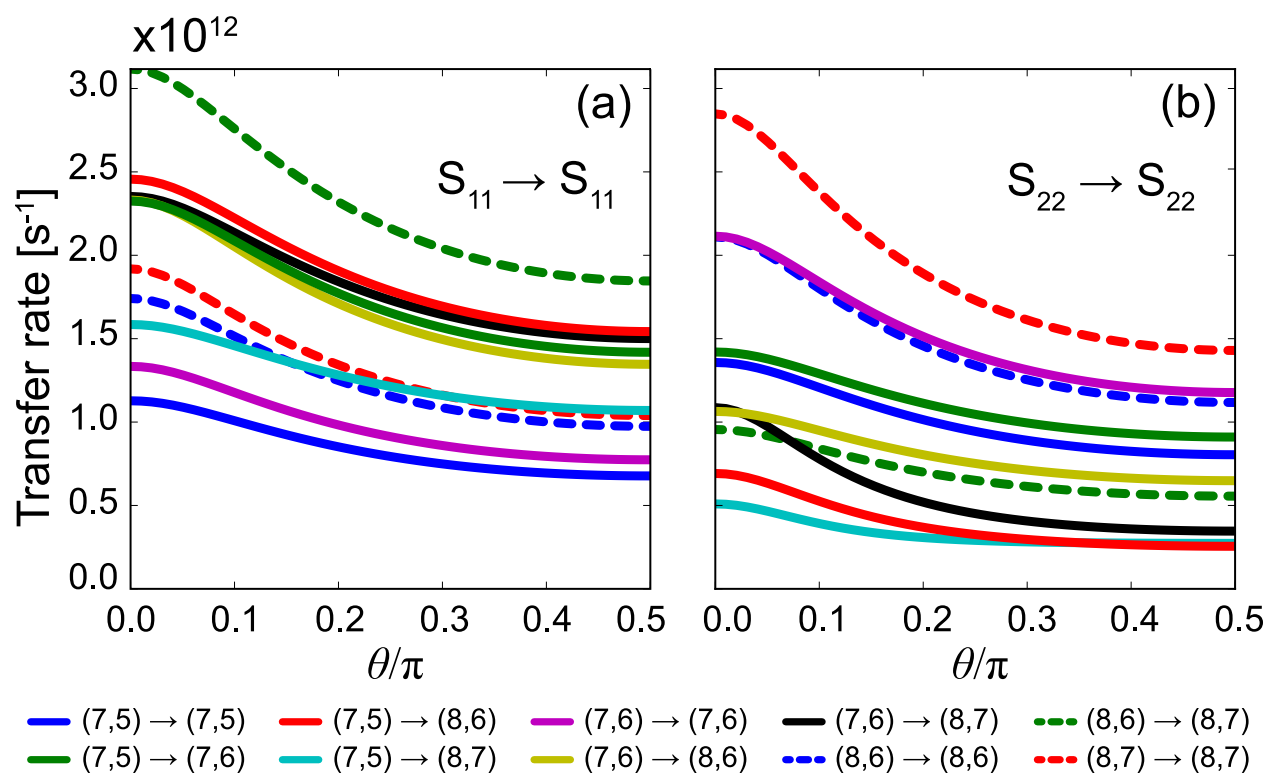 x10¹²
(a)
(b)
S₁₁ → S₁₁
S₂₂ → S₂₂
Transfer rate [s⁻¹]
3.0
2.5
2.0
1.5
1.0
0.5
0.0
0.0 0.1 0.2 0.3 0.4 0.5
0.0 0.1 0.2 0.3 0.4 0.5
θ/π
θ/π
(7,5) → (7,5) (7,5) → (8,6) (7,6) → (7,6) (7,6) → (8,7) (8,6) → (8,7)
(7,5) → (7,6) (7,5) → (8,7) (7,6) → (8,6) (8,6) → (8,6) (8,7) → (8,7)